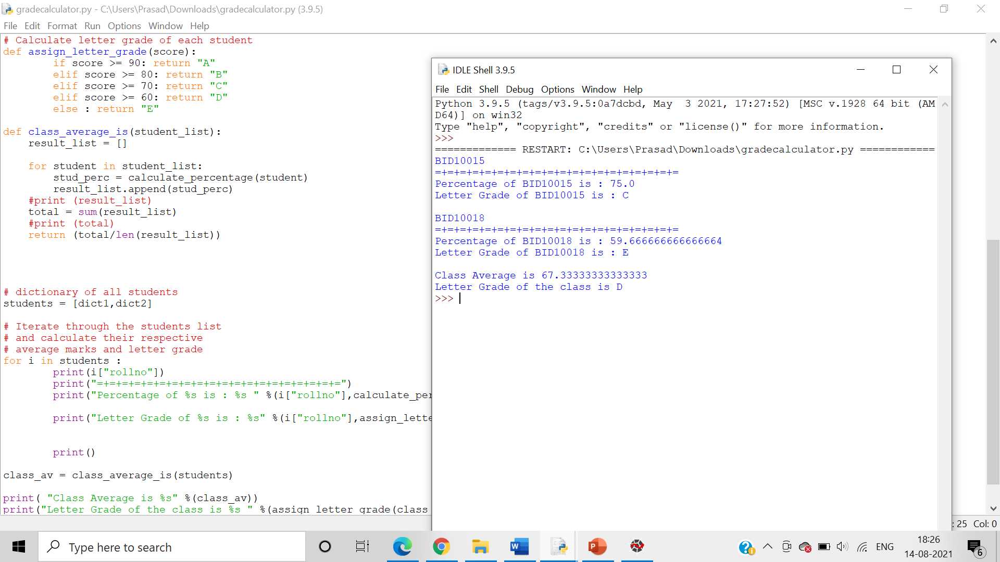 gradecalculator.py - C:\Users\Prasad\Downloads\gradecalculator.py (3.9.5)
File Edit Format Run Options Window Help
# Calculate letter grade of each student
def assign_letter_grade(score):
        if score >= 90: return "A"
        elif score >= 80: return "B"
        elif score >= 70: return "C"
        elif score >= 60: return "D"
        else : return "E"
def class_average_is(student_list):
    result_list = []
    for student in student_list:
        stud_perc = calculate_percentage(student)
        result_list.append(stud_perc)
    #print (result_list)
    total = sum(result_list)
    #print (total)
    return (total/len(result_list))
# dictionary of all students
students = [dict1,dict2]
# Iterate through the students list
# and calculate their respective
# average marks and letter grade
for i in students :
        print(i["rollno"])
        print("=+=+=+=+=+=+=+=+=+=+=+=+=+=+=+=+=+=+=+=")
        print("Percentage of %s is : %s " %(i["rollno"],calculate_per
        print("Letter Grade of %s is : %s" %(i["rollno"],assign_lette
        print()
class_av = class_average_is(students)
print( "Class Average is %s" %(class_av))
print("Letter Grade of the class is %s " %(assign_letter_grade(class
IDLE Shell 3.9.5
File Edit Shell Debug Options Window Help
Python 3.9.5 (tags/v3.9.5:0a7dcbd, May  3 2021, 17:27:52) [MSC v.1928 64 bit (AM
D64)] on win32
Type "help", "copyright", "credits" or "license()" for more information.
>>>
============= RESTART: C:\Users\Prasad\Downloads\gradecalculator.py ============
BID10015
=+=+=+=+=+=+=+=+=+=+=+=+=+=+=+=+=+=+=+=
Percentage of BID10015 is : 75.0
Letter Grade of BID10015 is : C
BID10018
=+=+=+=+=+=+=+=+=+=+=+=+=+=+=+=+=+=+=+=
Percentage of BID10018 is : 59.666666666666664
Letter Grade of BID10018 is : E
Class Average is 67.33333333333333
Letter Grade of the class is D
>>>
: 25 Col: 0
Type here to search
W
P
ENG
18:26
14-08-2021
6